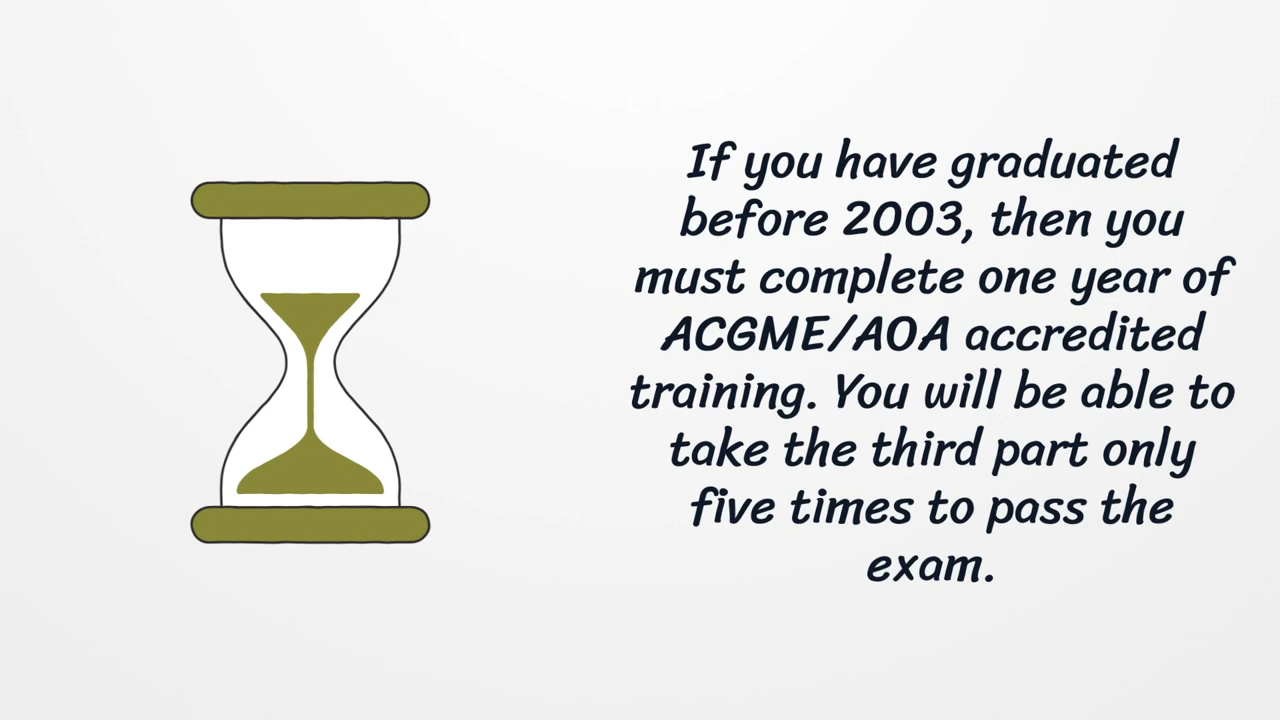 If you have graduated
before 2003, then you
must complete one year of
ACGME/AOA accredited
training. You will be able to
take the third part only
five times to pass the
exam.